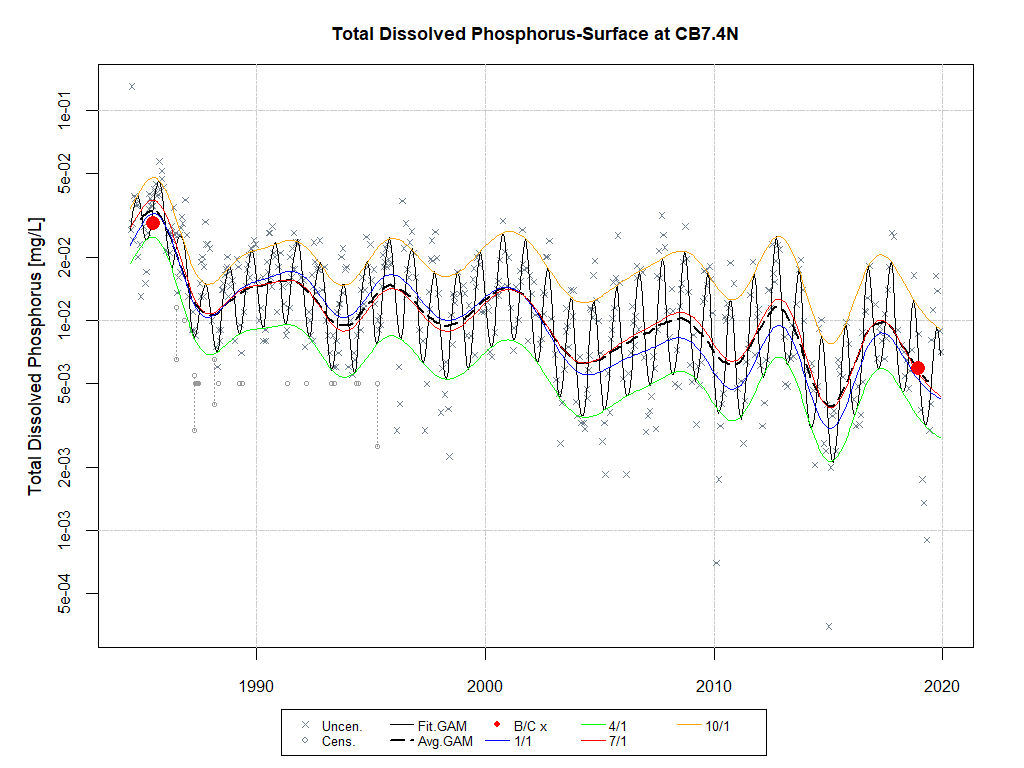 Total Dissolved Phosphorus-Surface at CB7.4N
Total Dissolved Phosphorus [mg/L]
1e-01
5e-02
2e-02
1e-02
5e-03
2e-03
1e-03
5e-04
1990 2000 2010 2020
Uncen. Fit.GAM B/C x 4/1 10/1
Cens. Avg.GAM 1/1 7/1